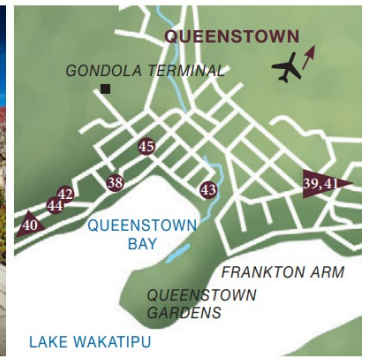 QUEENSTOWN
GONDOLA TERMINAL
45
38
42
44
40
43
39, 41
QUEENSTOWN
BAY
FRANKTON ARM
QUEENSTOWN
GARDENS
LAKE WAKATIPU